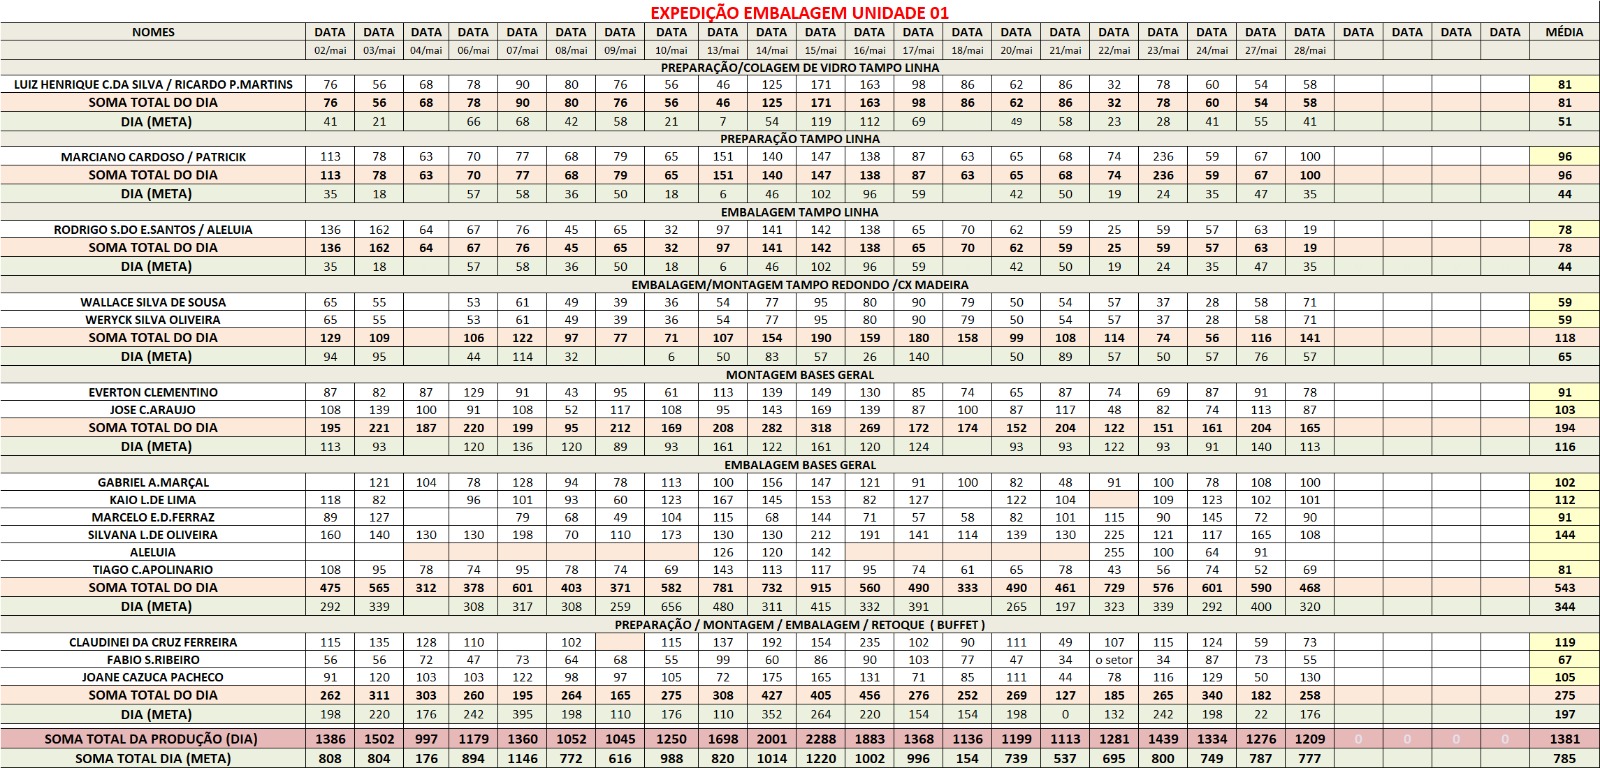 EXPEDIÇÃO EMBALAGEM UNIDADE 01
NOMES DATA DATA DATA DATA DATA DATA DATA DATA DATA DATA DATA DATA DATA DATA DATA DATA DATA DATA DATA DATA DATA DATA DATA DATA DATA MÉDIA
02/mai 03/mai 04/mai 06/mai 07/mai 08/mai 09/mai 10/mai 13/mai 14/mai 15/mai 16/mai 17/mai 18/mai 20/mai 21/mai 22/mai 23/mai 24/mai 27/mai 28/mai
PREPARAÇÃO/COLAGEM DE VIDRO TAMPO LINHA
LUIZ HENRIQUE C.DA SILVA / RICARDO P.MARTINS 76 56 68 78 90 80 76 56 46 125 171 163 98 86 62 86 32 78 60 54 58 81
SOMA TOTAL DO DIA 76 56 68 78 90 80 76 56 46 125 171 163 98 86 62 86 32 78 60 54 58 81
DIA (META) 41 21 66 68 42 58 21 7 54 119 112 69 49 58 23 28 41 55 41 51
PREPARAÇÃO TAMPO LINHA
MARCIANO CARDOSO / PATRICIK 113 78 63 70 77 68 79 65 151 140 147 138 87 63 65 68 74 236 59 67 100 96
SOMA TOTAL DO DIA 113 78 63 70 77 68 79 65 151 140 147 138 87 63 65 68 74 236 59 67 100 96
DIA (META) 35 18 57 58 36 50 18 6 46 102 96 59 42 50 19 24 35 47 35 44
EMBALAGEM TAMPO LINHA
RODRIGO S.DO E.SANTOS / ALELUIA 136 162 64 67 76 45 65 32 97 141 142 138 65 70 62 59 25 59 57 63 19 78
SOMA TOTAL DO DIA 136 162 64 67 76 45 65 32 97 141 142 138 65 70 62 59 25 59 57 63 19 78
DIA (META) 35 18 57 58 36 50 18 6 46 102 96 59 42 50 19 24 35 47 35 44
EMBALAGEM/MONTAGEM TAMPO REDONDO /CX MADEIRA
WALLACE SILVA DE SOUSA 65 55 53 61 49 39 36 54 77 95 80 90 79 50 54 57 37 28 58 71 59
WERYCK SILVA OLIVEIRA 65 55 53 61 49 39 36 54 77 95 80 90 79 50 54 57 37 28 58 71 59
SOMA TOTAL DO DIA 129 109 106 122 97 77 71 107 154 190 159 180 158 99 108 114 74 56 116 141 118
DIA (META) 94 95 44 114 32 6 50 83 57 26 140 50 89 57 50 57 76 57 65
MONTAGEM BASES GERAL
EVERTON CLEMENTINO 87 82 87 129 91 43 95 61 113 139 149 130 85 74 65 87 74 69 87 91 78 91
JOSE C.ARAUJO 108 139 100 91 108 52 117 108 95 143 169 139 87 100 87 117 48 82 74 113 87 103
SOMA TOTAL DO DIA 195 221 187 220 199 95 212 169 208 282 318 269 172 174 152 204 122 151 161 204 165 194
DIA (META) 113 93 120 136 120 89 93 161 122 161 120 124 93 93 61 93 91 140 113 116
EMBALAGEM BASES GERAL
GABRIEL A.MARÇAL 121 104 78 128 94 78 113 100 156 147 121 91 100 82 48 91 100 78 108 100 102
KAIO L.DE LIMA 118 82 96 101 93 60 123 167 145 153 82 127 122 104 109 123 102 101 112
MARCELO E.D.FERRAZ 89 127 79 68 49 104 115 68 144 71 57 58 82 101 115 90 145 72 90 91
SILVANA L.DE OLIVEIRA 160 140 130 130 198 70 110 173 130 130 212 191 141 114 139 130 225 121 117 165 108 144
ALELUIA 126 120 142 255 100 64 91
TIAGO C.APOLINARIO 108 95 78 74 95 78 74 69 143 113 117 95 74 61 65 78 43 56 74 52 69 81
SOMA TOTAL DO DIA 475 565 312 378 601 403 371 582 781 732 915 560 490 333 490 461 729 576 601 590 468 543
DIA (META) 292 339 308 317 308 259 656 480 311 415 332 391 265 197 323 339 292 400 320 344
PREPARAÇÃO / MONTAGEM / EMBALAGEM / RETOQUE ( BUFFET )
CLAUDINEI DA CRUZ FERREIRA 115 135 128 110 102 115 137 192 154 235 102 90 111 49 107 115 124 59 73 119
FABIO S.RIBEIRO 56 56 72 47 73 64 68 55 99 60 86 90 103 77 47 34 o setor 34 87 73 55 67
JOANE CAZUCA PACHECO 91 120 103 103 122 98 97 105 72 175 165 131 71 85 111 44 78 116 129 50 130 105
SOMA TOTAL DO DIA 262 311 303 260 195 264 165 275 308 427 405 456 276 252 269 127 185 265 340 182 258 275
DIA (META) 198 220 176 242 395 198 110 176 110 352 264 220 154 154 198 0 132 242 198 22 176 197
SOMA TOTAL DA PRODUÇÃO (DIA) 1386 1502 997 1179 1360 1052 1045 1250 1698 2001 2288 1883 1368 1136 1199 1113 1281 1439 1334 1276 1209 0 0 0 0 1381
SOMA TOTAL DIA (META) 808 804 176 894 1146 772 616 988 820 1014 1220 1002 996 154 739 537 695 800 749 787 777 785